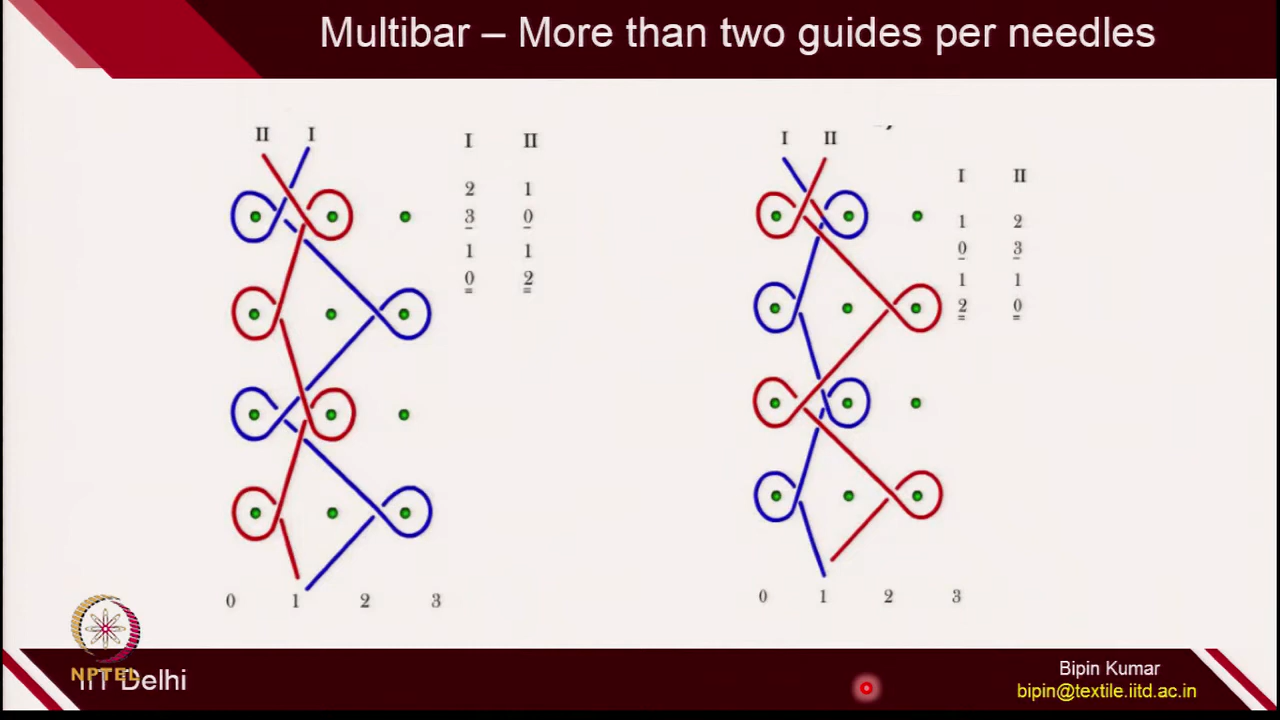 Multibar – More than two guides per needles
II I
I II
2 1
3 0
1 1
0 2
0 1 2 3
I II
I II
1 2
0 3
1 1
2 0
0 1 2 3
NPTEL
IIT Delhi
Bipin Kumar
bipin@textile.iitd.ac.in